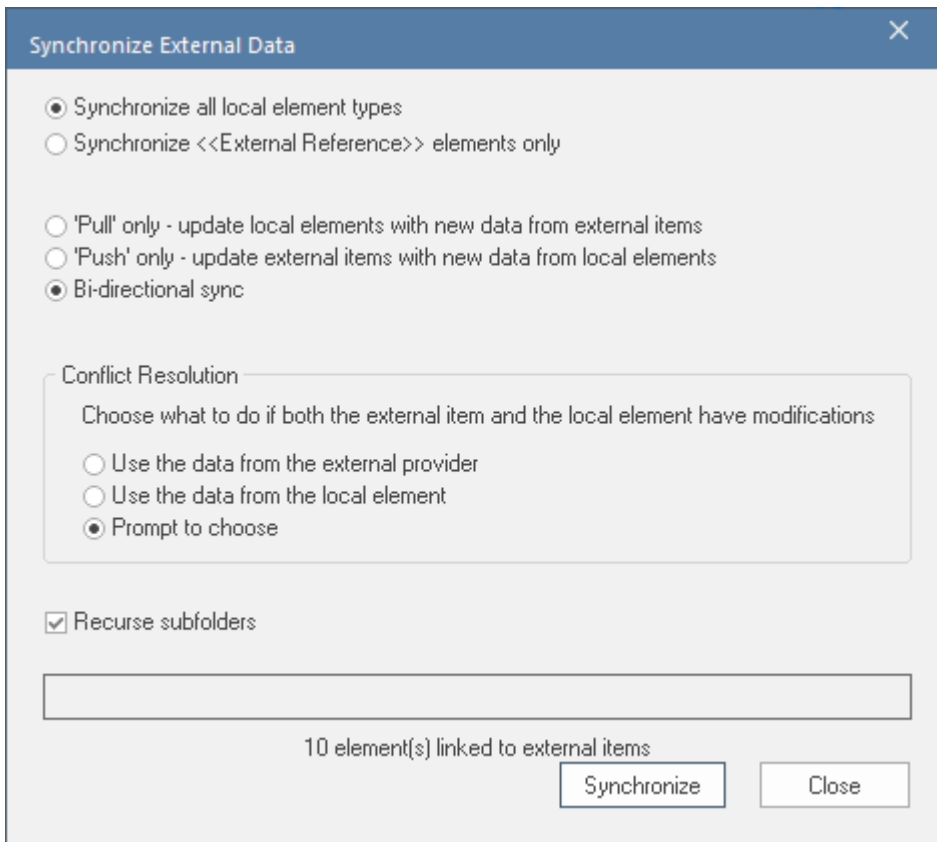 Synchronize External Data
Synchronize all local element types
Synchronize <<External Reference>> elements only
'Pull' only - update local elements with new data from external items
'Push' only - update external items with new data from local elements
Bi-directional sync
Conflict Resolution
Choose what to do if both the external item and the local element have modifications
Use the data from the external provider
Use the data from the local element
Prompt to choose
Recurse subfolders
10 element(s) linked to external items
Synchronize
Close